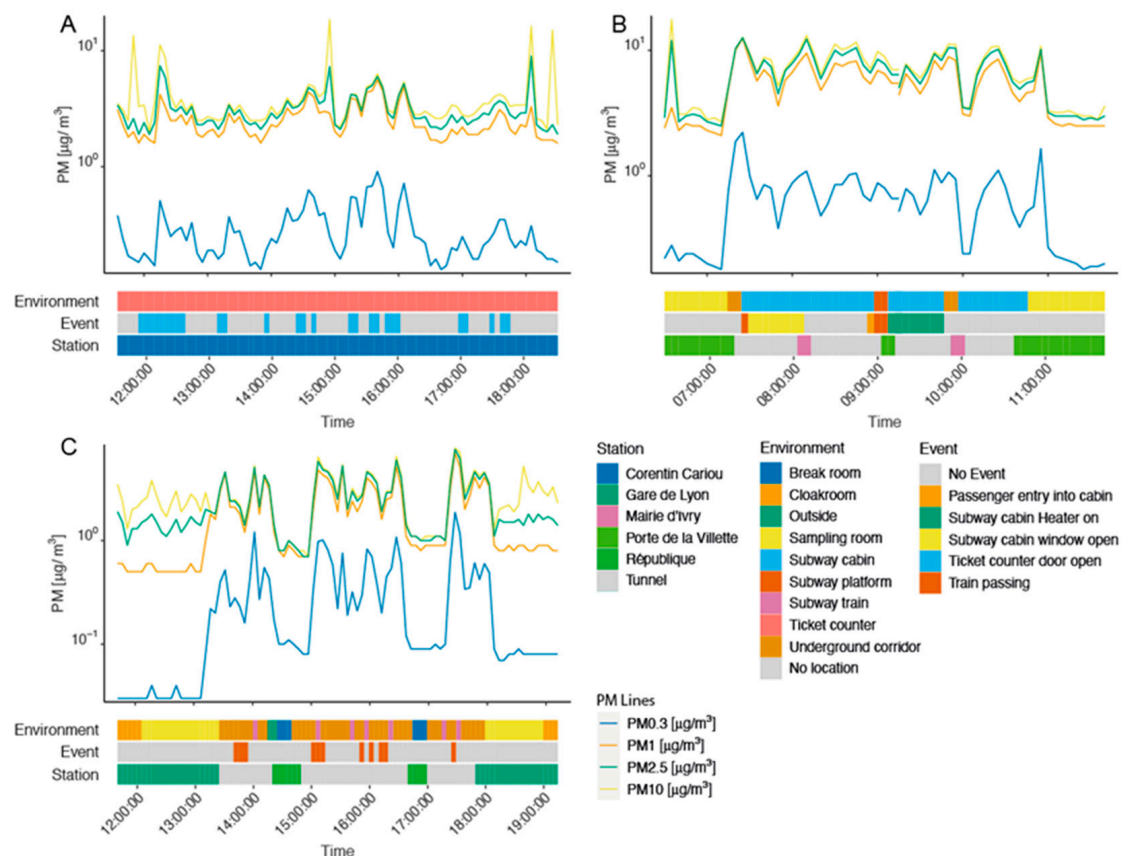 A
PM [µg/ m³]
10¹
10⁰
Environment
Event
Station
12:00:00
13:00:00
14:00:00
15:00:00
16:00:00
17:00:00
18:00:00
Time
B
PM [µg/ m³]
10¹
10⁰
07:00:00
08:00:00
09:00:00
10:00:00
11:00:00
Time
C
PM [µg/ m³]
10⁰
10⁻¹
Environment
Event
Station
12:00:00
13:00:00
14:00:00
15:00:00
16:00:00
17:00:00
18:00:00
19:00:00
Time
Station
Corentin Cariou
Gare de Lyon
Mairie d'Ivry
Porte de la Villette
République
Tunnel
Environment
Break room
Cloakroom
Outside
Sampling room
Subway cabin
Subway platform
Subway train
Ticket counter
Underground corridor
No location
Event
No Event
Passenger entry into cabin
Subway cabin Heater on
Subway cabin window open
Ticket counter door open
Train passing
PM Lines
PM0.3 [µg/m³]
PM1 [µg/m³]
PM2.5 [µg/m³]
PM10 [µg/m³]